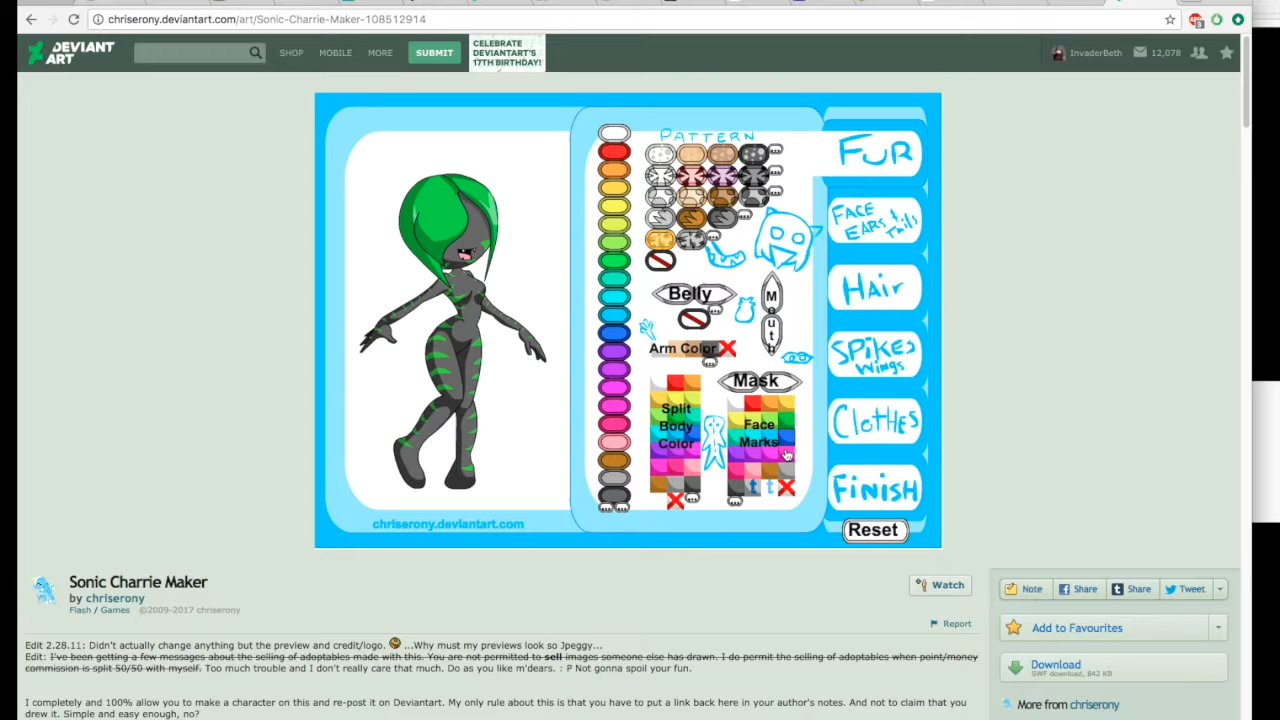 chriserony.deviantart.com/art/Sonic-Charrie-Maker-108512914
DEVIANT
ART
SHOP
MOBILE
MORE
SUBMIT
CELEBRATE
DEVIANTART'S
17TH BIRTHDAY!
InvaderBeth
12,078
PATTERN
Belly
Mouth
Arm Color
Mask
Split
Body
Color
Face
Marks
t t
FUR
FACE
EARS & tails
HAir
SPIKES
Wings
ClotHES
FiNiSH
Reset
chriserony.deviantart.com
Sonic Charrie Maker
by chriserony
Flash / Games ©2009-2017 chriserony
Watch
Report
Note
Share
Share
Tweet
Add to Favourites
Download
SWF download, 842 KB
More from chriserony
Edit 2.28.11: Didn't actually change anything but the preview and credit/logo. ...Why must my previews look so Jpeggy...
Edit: I've been getting a few messages about the selling of adoptables made with this. You are not permitted to sell images someone else has drawn. I do permit the selling of adoptables when point/money
commission is split 50/50 with myself. Too much trouble and I don't really care that much. Do as you like m'dears. : P Not gonna spoil your fun.
I completely and 100% allow you to make a character on this and re-post it on Deviantart. My only rule about this is that you have to put a link back here in your author's notes. And not to claim that you
drew it. Simple and easy enough, no?